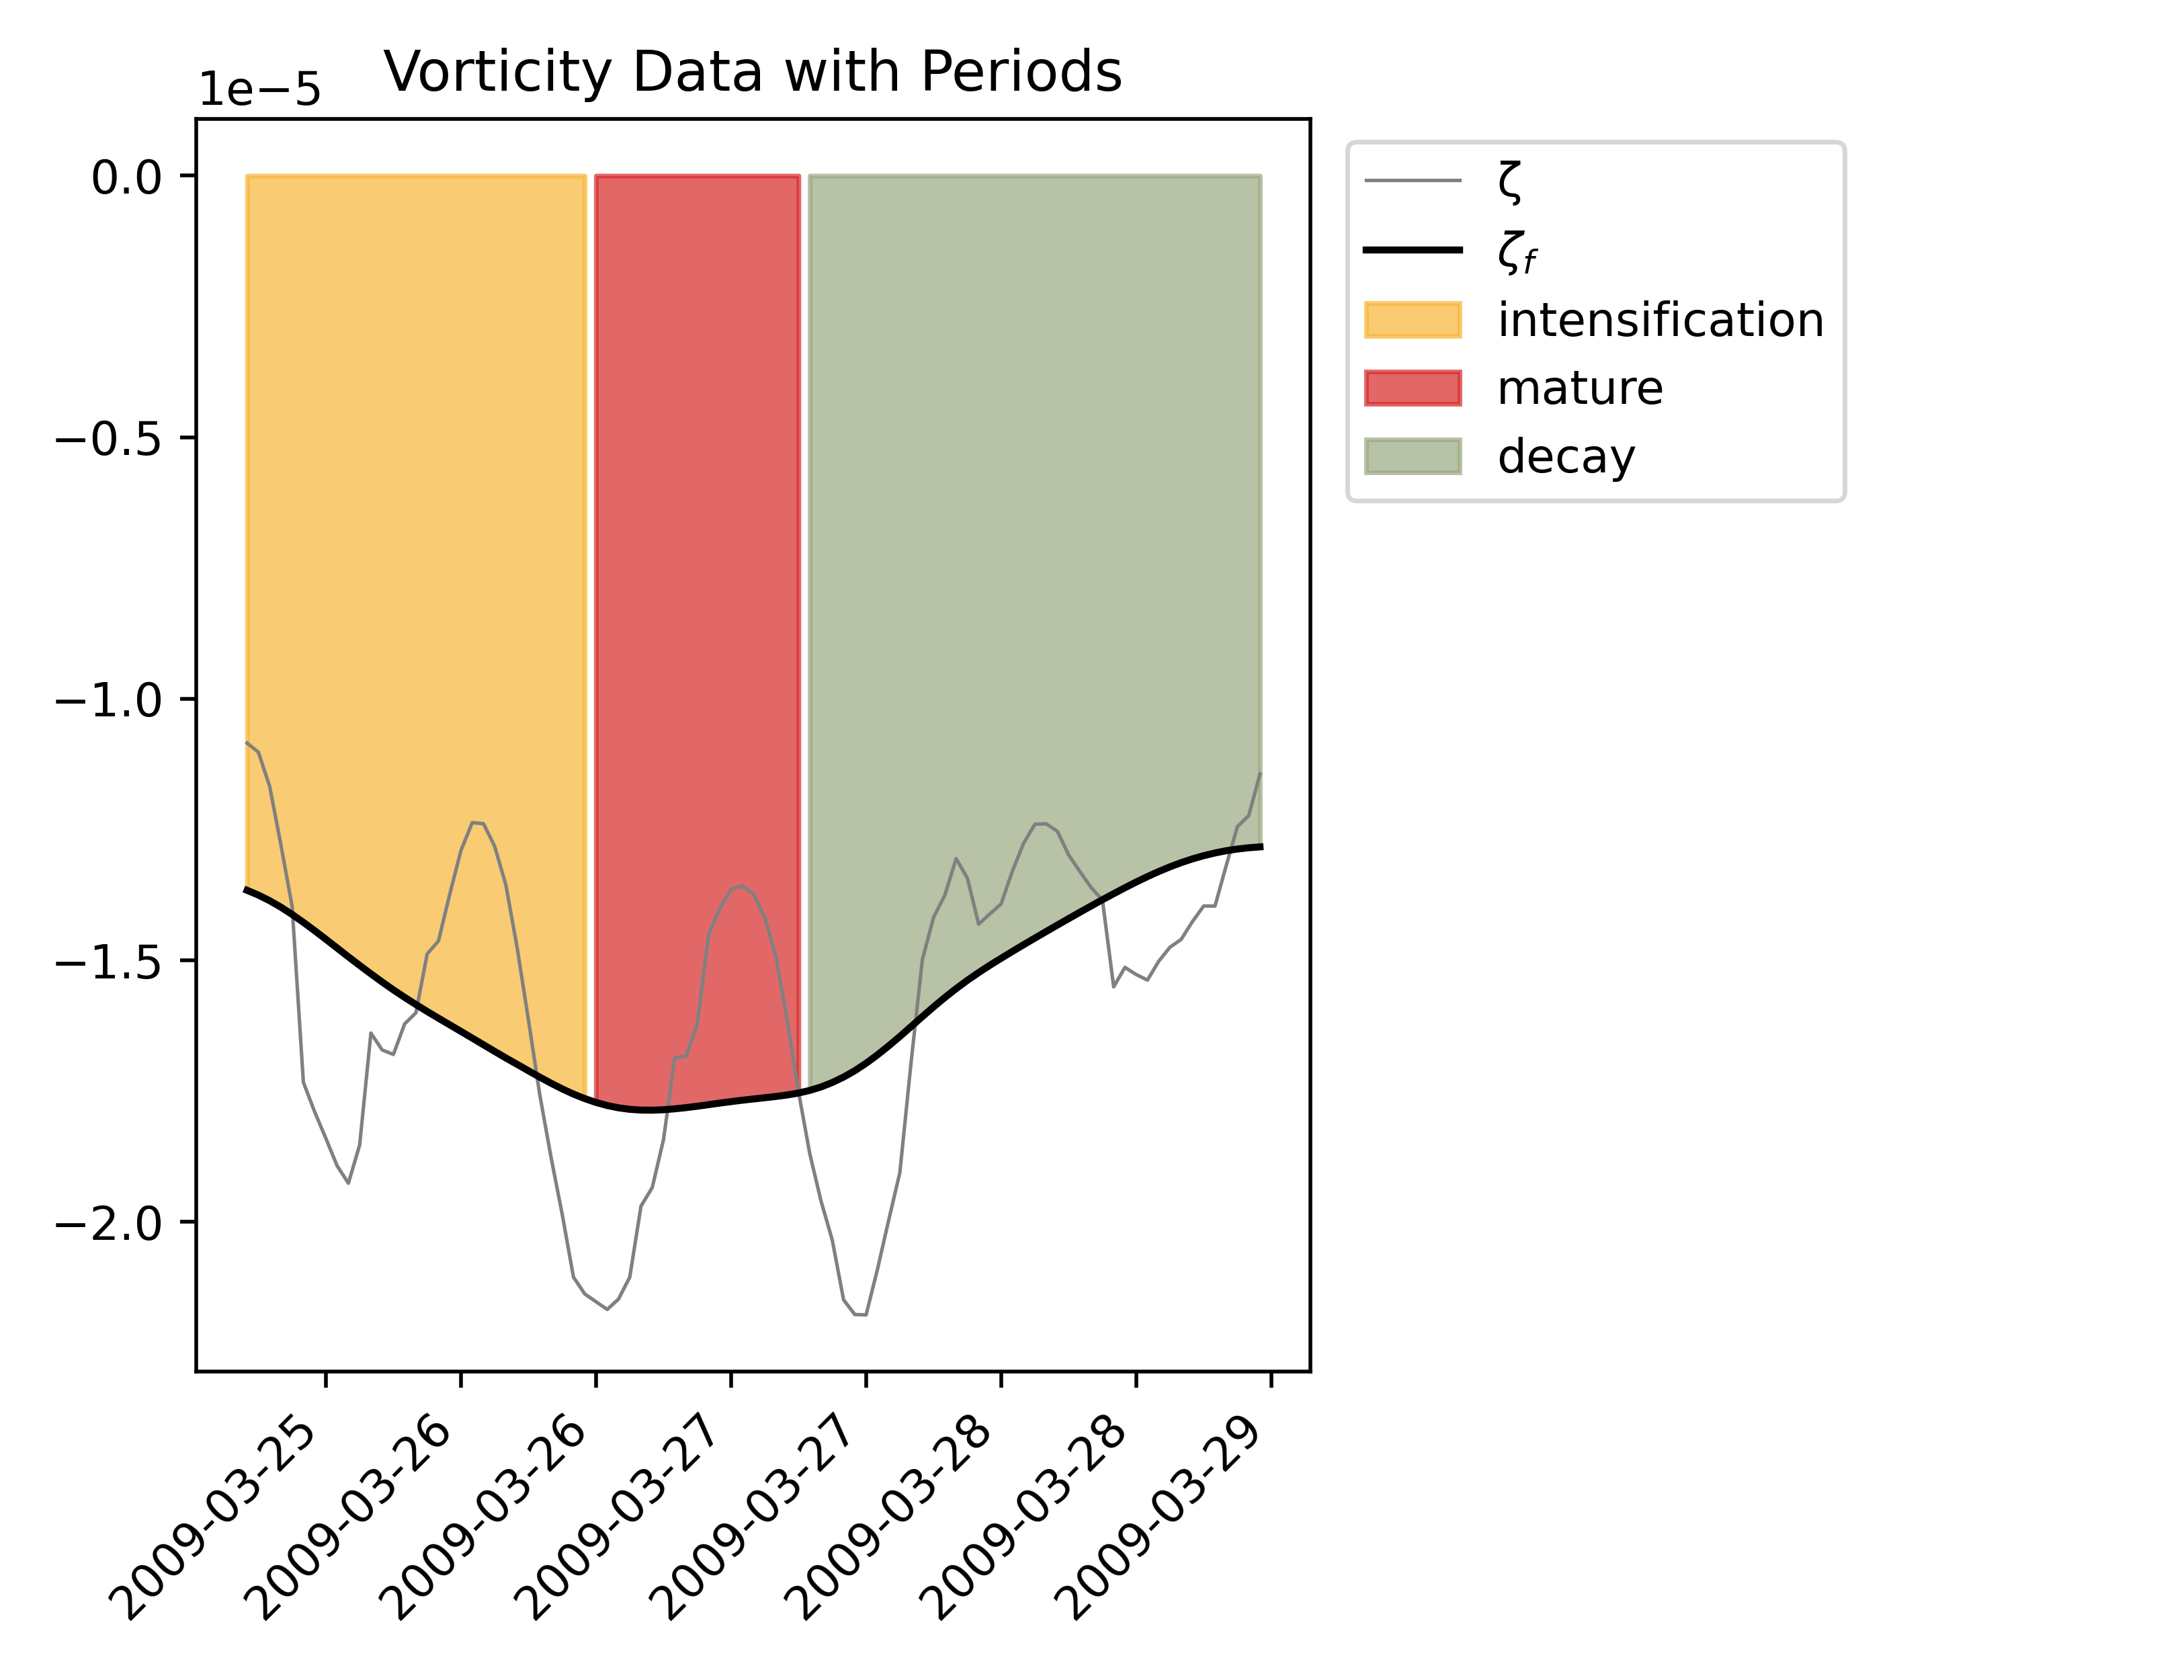 Vorticity Data with Periods
1e−5
0.0
−0.5
−1.0
−1.5
−2.0
2009-03-25
2009-03-26
2009-03-26
2009-03-27
2009-03-27
2009-03-28
2009-03-28
2009-03-29
ζ
ζf
intensification
mature
decay